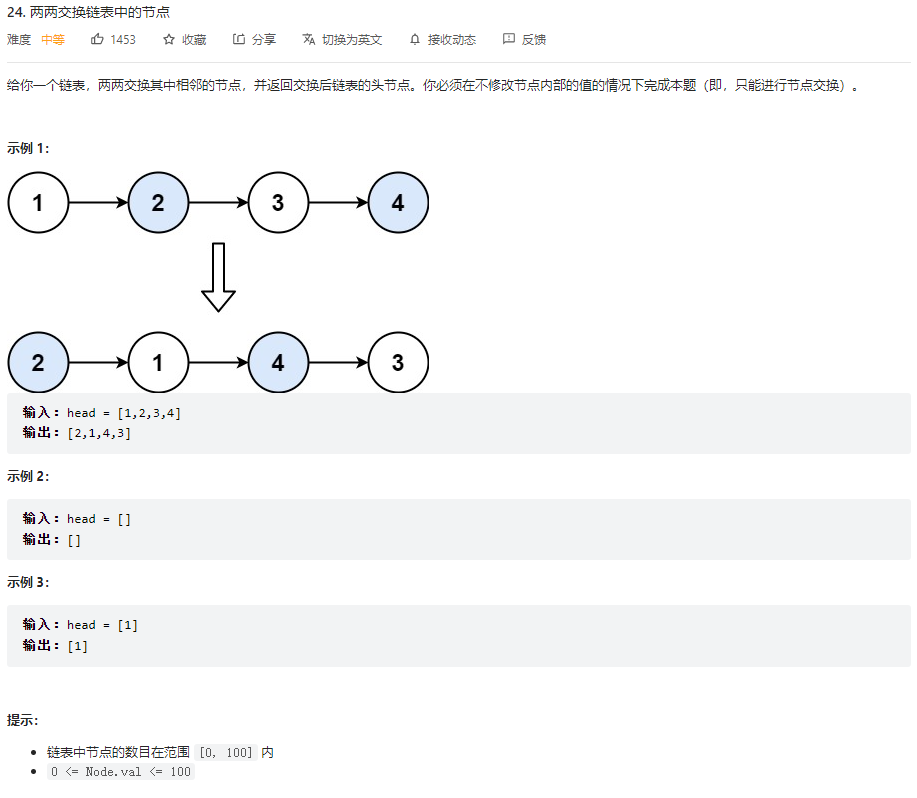 24. 两两交换链表中的节点
难度 中等 1453 收藏 分享 切换为英文 接收动态 反馈
给你一个链表，两两交换其中相邻的节点，并返回交换后链表的头节点。你必须在不修改节点内部的值的情况下完成本题（即，只能进行节点交换）。
示例 1：
1 2 3 4
2 1 4 3
输入：head = [1,2,3,4]
输出：[2,1,4,3]
示例 2：
输入：head = []
输出：[]
示例 3：
输入：head = [1]
输出：[1]
提示：
链表中节点的数目在范围 [0, 100] 内
0 <= Node.val <= 100